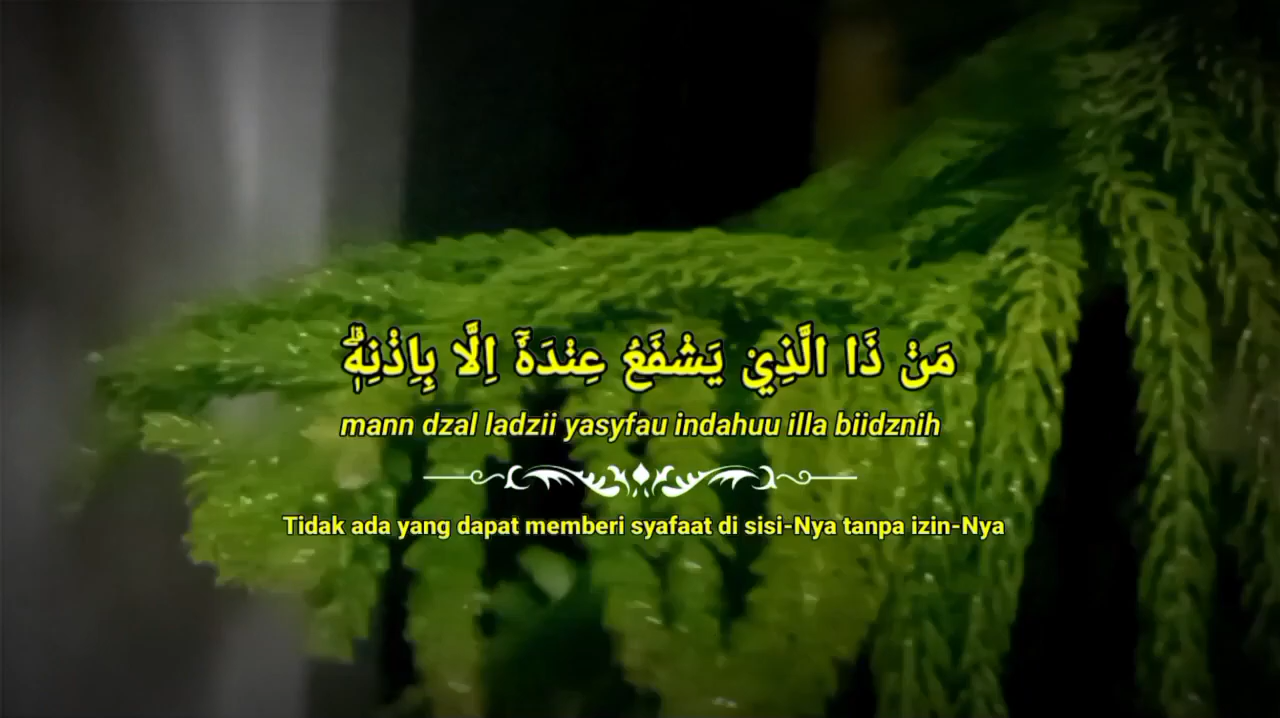 مَنْ ذَا الَّذِيْ يَشْفَعُ عِنْدَهٗٓ اِلَّا بِاِذْنِهٖۗ
mann dzal ladzii yasyfau indahuu illa biidznih
Tidak ada yang dapat memberi syafaat di sisi-Nya tanpa izin-Nya